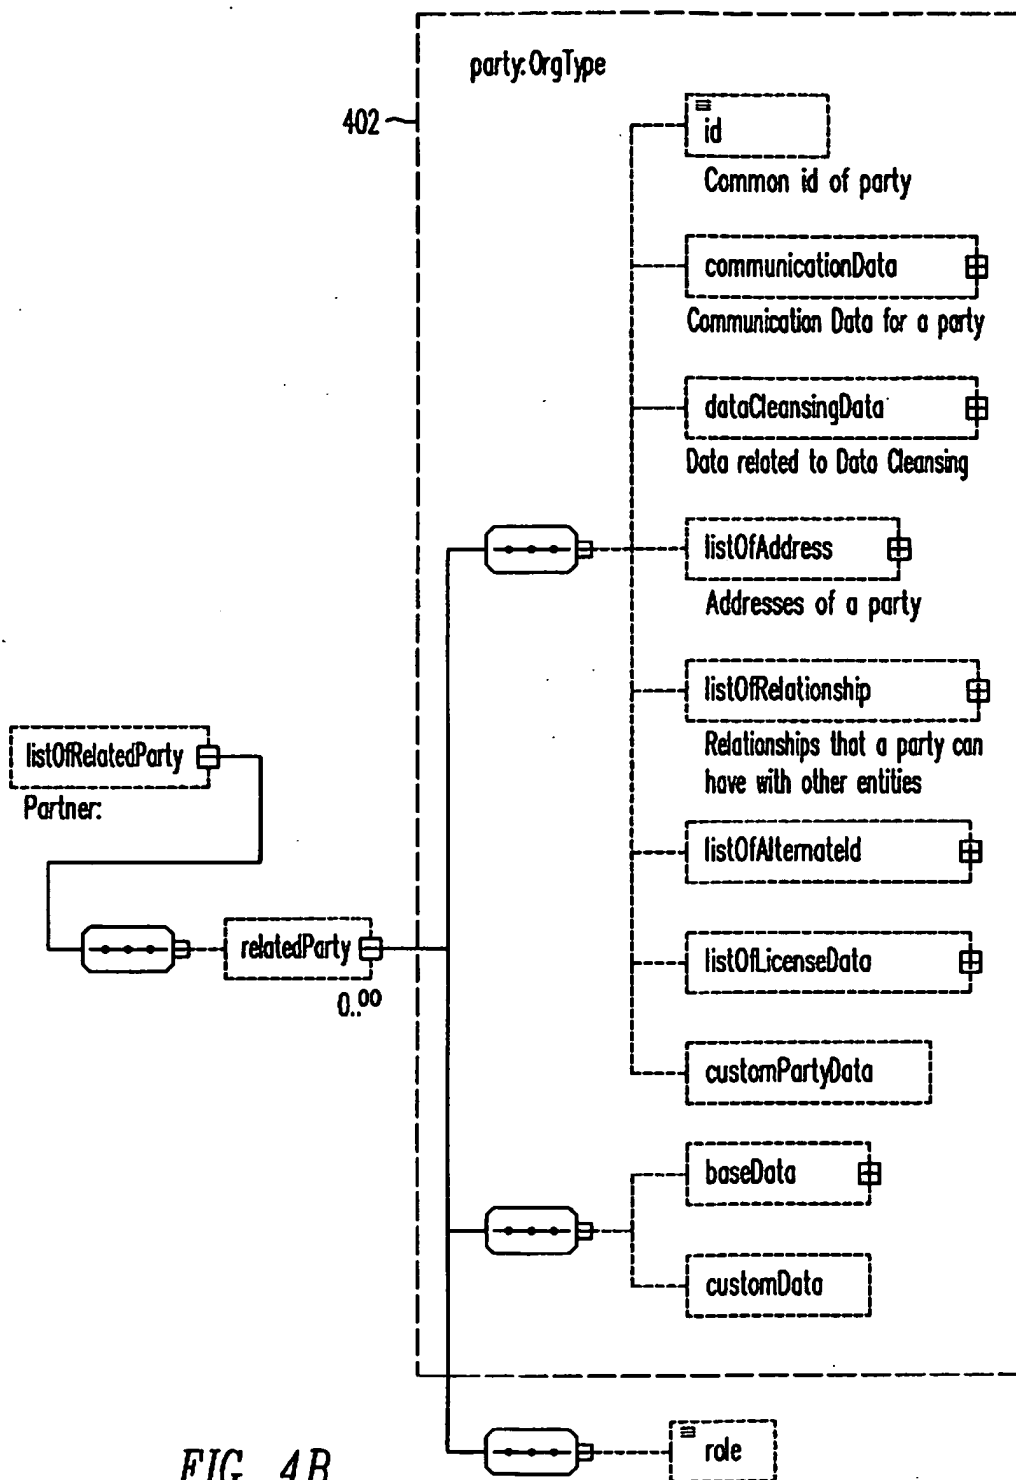 party:OrgType
402
id
Common id of party
communicationData
Communication Data for a party
dataCleansingData
Data related to Data Cleansing
listOfAddress
Addresses of a party
listOfRelationship
Relationships that a party can
have with other entities
listOfRelatedParty
Partner:
listOfAlternateId
relatedParty
0..∞
listOfLicenseData
customPartyData
baseData
customData
role
FIG. 4B